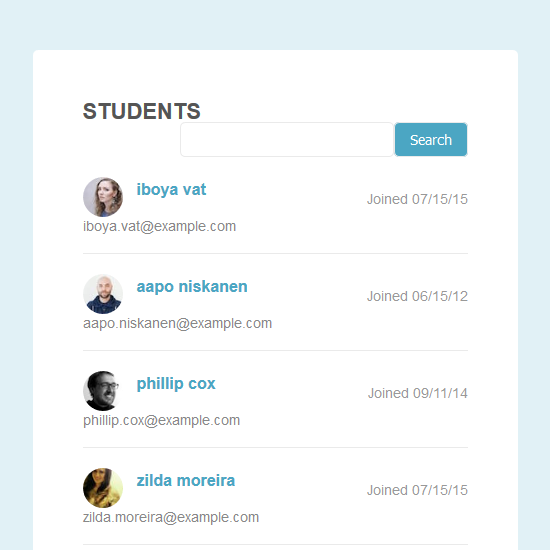 STUDENTS
Search
iboya vat
Joined 07/15/15
iboya.vat@example.com
aapo niskanen
Joined 06/15/12
aapo.niskanen@example.com
phillip cox
Joined 09/11/14
phillip.cox@example.com
zilda moreira
Joined 07/15/15
zilda.moreira@example.com